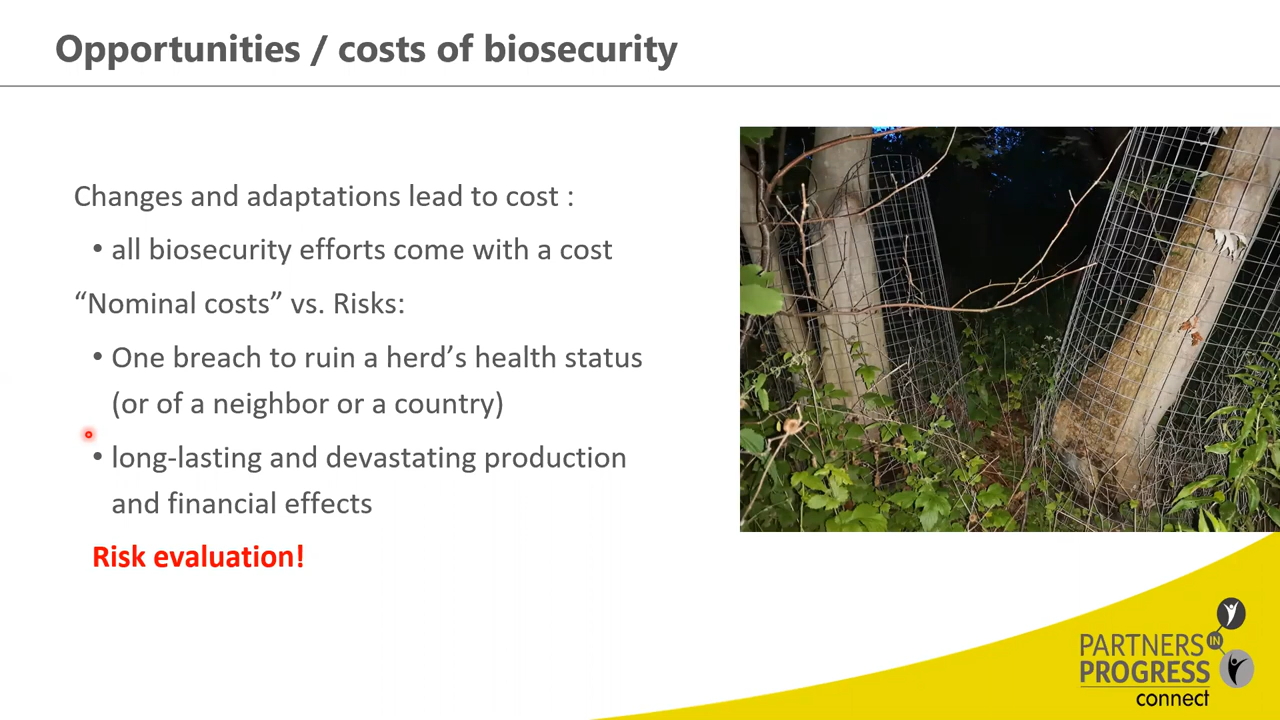 Opportunities / costs of biosecurity
Changes and adaptations lead to cost :
• all biosecurity efforts come with a cost
“Nominal costs” vs. Risks:
• One breach to ruin a herd’s health status
(or of a neighbor or a country)
• long-lasting and devastating production
and financial effects
Risk evaluation!
PARTNERS IN
PROGRESS
connect